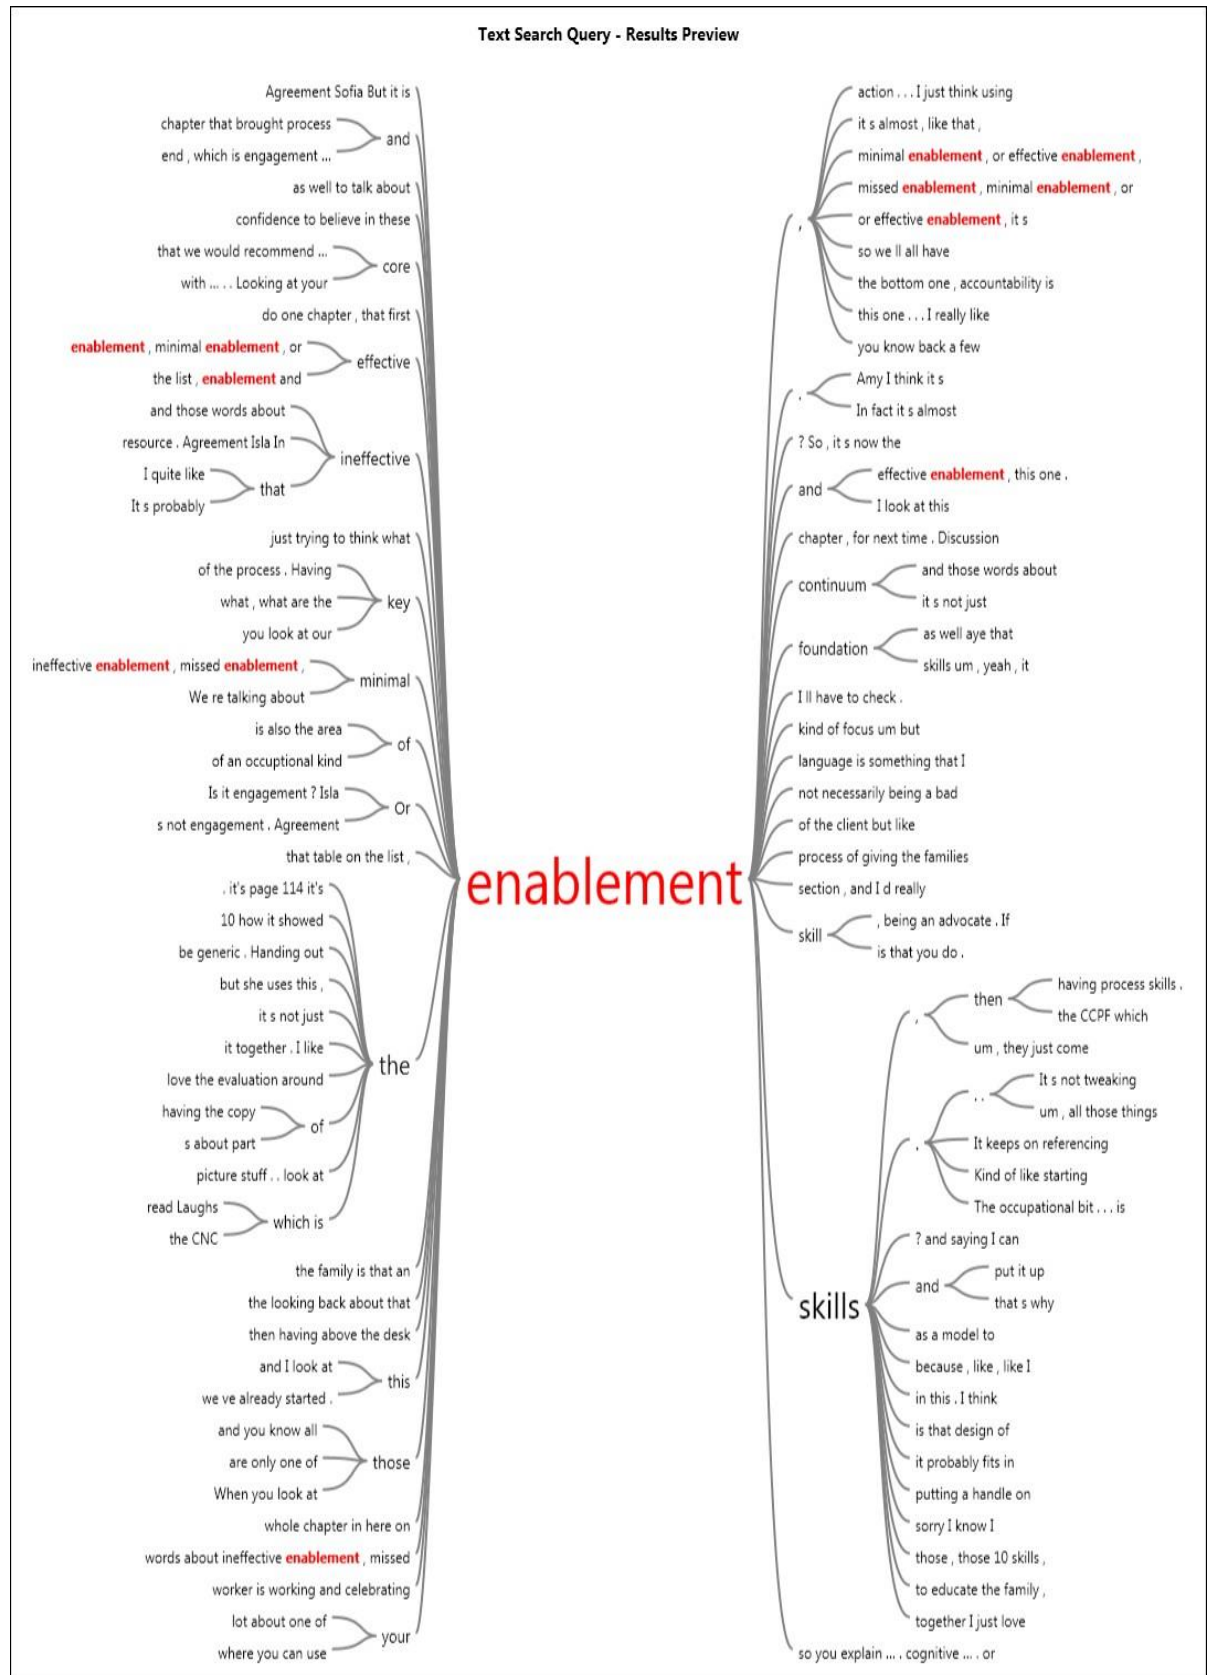 Text Search Query - Results Preview
Agreement Sofia But it is
chapter that brought process
end , which is engagement ...
and
as well to talk about
confidence to believe in these
that we would recommend ...
with ... . . Looking at your
core
do one chapter , that first
enablement , minimal enablement , or
the list , enablement and
effective
and those words about
resource . Agreement Isla In
I quite like
It s probably
that
ineffective
just trying to think what
of the process . Having
what , what are the
you look at our
key
ineffective enablement , missed enablement ,
We re talking about
minimal
is also the area
of an occuptional kind
of
Is it engagement ? Isla
s not engagement . Agreement
Or
that table on the list ,
. it's page 114 it's
10 how it showed
be generic . Handing out
but she uses this ,
it s not just
it together . I like
love the evaluation around
having the copy
s about part
of
picture stuff . . look at
read Laughs
the CNC
which is
the
the family is that an
the looking back about that
then having above the desk
and I look at
we ve already started .
this
and you know all
are only one of
When you look at
those
whole chapter in here on
words about ineffective enablement , missed
worker is working and celebrating
lot about one of
where you can use
your
enablement
,
action . . . I just think using
it s almost , like that ,
minimal enablement , or effective enablement ,
missed enablement , minimal enablement , or
or effective enablement , it s
so we ll all have
the bottom one , accountability is
this one . . . I really like
you know back a few
.
Amy I think it s
In fact it s almost
? So , it s now the
and
effective enablement , this one .
I look at this
chapter , for next time . Discussion
continuum
and those words about
it s not just
foundation
as well aye that
skills um , yeah , it
I ll have to check .
kind of focus um but
language is something that I
not necessarily being a bad
of the client but like
process of giving the families
section , and I d really
skill
, being an advocate . If
is that you do .
skills
,
then
having process skills .
the CCPF which
um , they just come
.
. .
It s not tweaking
um , all those things
It keeps on referencing
Kind of like starting
The occupational bit . . . is
? and saying I can
and
put it up
that s why
as a model to
because , like , like I
in this . I think
is that design of
it probably fits in
putting a handle on
sorry I know I
those , those 10 skills ,
to educate the family ,
together I just love
so you explain ... . cognitive ... . or